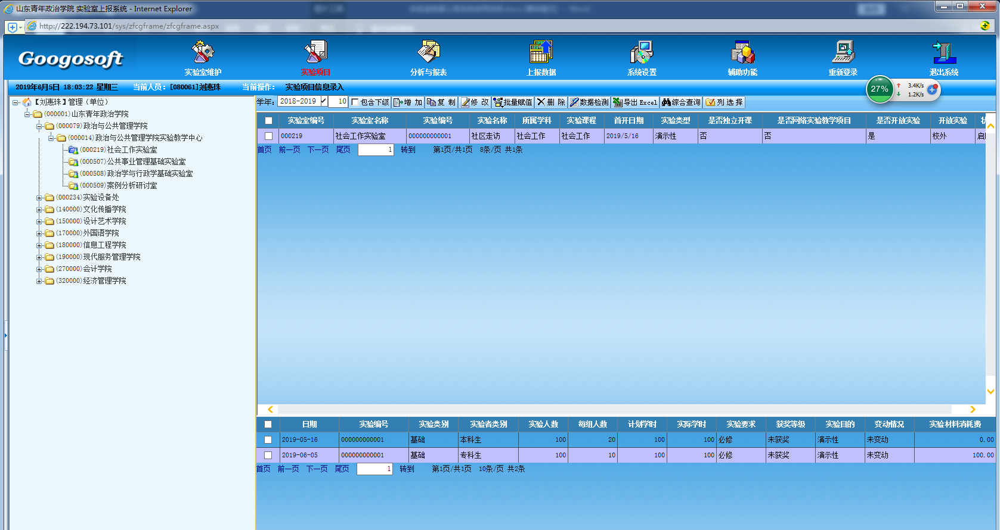 山东青年政治学院 实验室上报系统 - Internet Explorer
http://222.194.73.101/sys/zfcgframe/zfcgframe.aspx
Googosoft
实验室维护 实验项目 分析与报表 上报数据 系统设置 辅助功能 重新登录 退出系统
2019年6月5日 18:03:22 星期三 当前人员：[080061]刘惠珠 当前操作： 实验项目信息录入
27% 3.4K/s
1.2K/s
【刘惠珠】管理（单位）
(000001)山东青年政治学院
(000079)政治与公共管理学院
(000014)政治与公共管理学院实验教学中心
(000219)社会工作实验室
(000507)公共事业管理基础实验室
(000508)政治学与行政学基础实验室
(000509)案例分析研讨室
(000234)实验设备处
(140000)文化传播学院
(150000)设计艺术学院
(170000)外国语学院
(180000)信息工程学院
(190000)现代服务管理学院
(270000)会计学院
(320000)经济管理学院
学年： 2018-2019 10 包含下级 增 加 复 制 修 改 批量赋值 删 除 数据检测 导出 Excel 综合查询 列 选 择
实验室编号 实验室名称 实验编号 实验名称 所属学科 实验课程 首开日期 实验类型 是否独立开课 是否网络实验教学项目 是否开放实验 开放实验
000219 社会工作实验室 000000000001 社区走访 社会工作 社会工作 2019/5/16 演示性 否 否 是 校外
首页 前一页 下一页 尾页 1 转到 第1页/共1页 8条/页 共1条
日期 实验编号 实验类别 实验者类别 实验人数 每组人数 计划学时 实际学时 实验要求 获奖等级 实验目的 变动情况 实验材料消耗费
2019-05-16 000000000001 基础 本科生 100 20 100 100 必修 未获奖 演示性 未变动 0.00
2019-06-05 000000000001 基础 专科生 100 10 100 100 必修 未获奖 演示性 未变动 100.00
首页 前一页 下一页 尾页 1 转到 第1页/共1页 10条/页 共2条